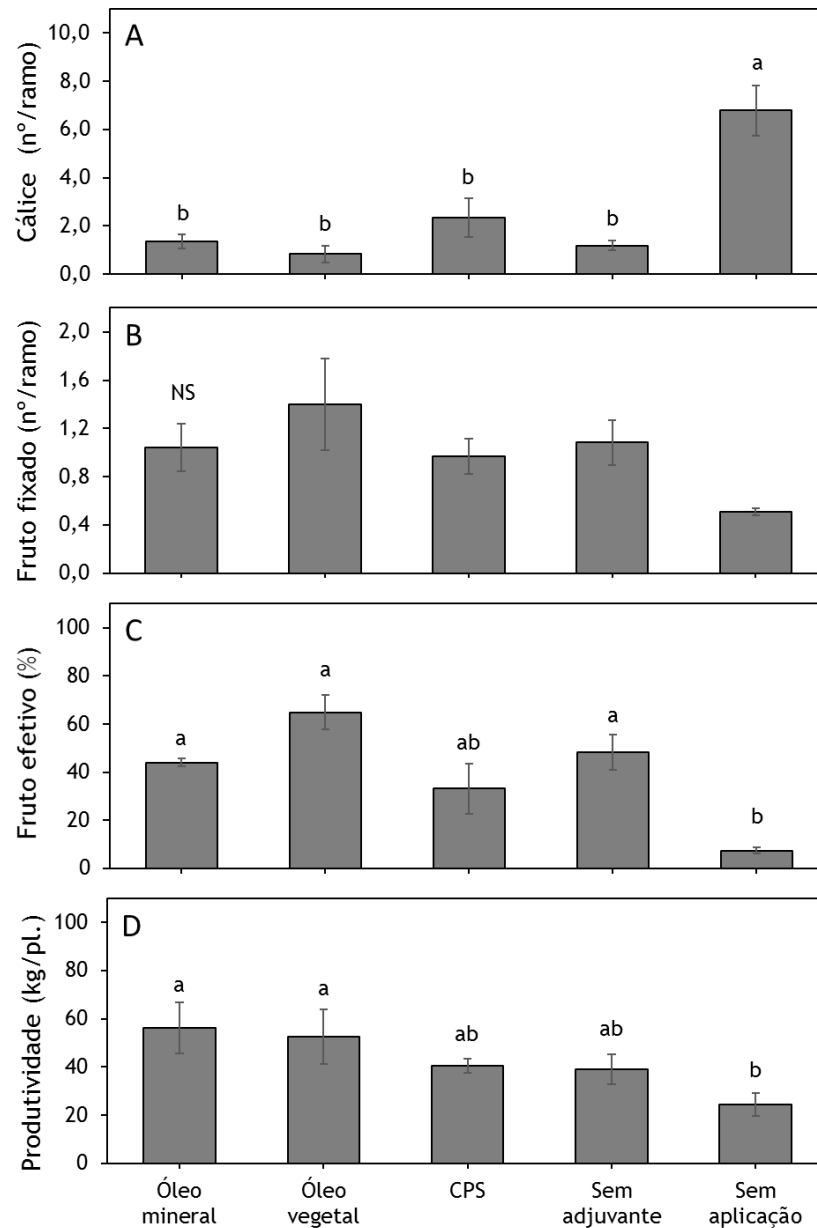 A
Cálice (nº/ramo)
10,0
8,0
6,0
4,0
2,0
0,0
b
b
b
b
a
B
Fruto fixado (nº/ramo)
2,0
1,6
1,2
0,8
0,4
0,0
NS
C
Fruto efetivo (%)
100
80
60
40
20
0
a
a
ab
a
b
D
Produtividade (kg/pl.)
100
80
60
40
20
0
a
a
ab
ab
b
Óleo
mineral
Óleo
vegetal
CPS
Sem
adjuvante
Sem
aplicação